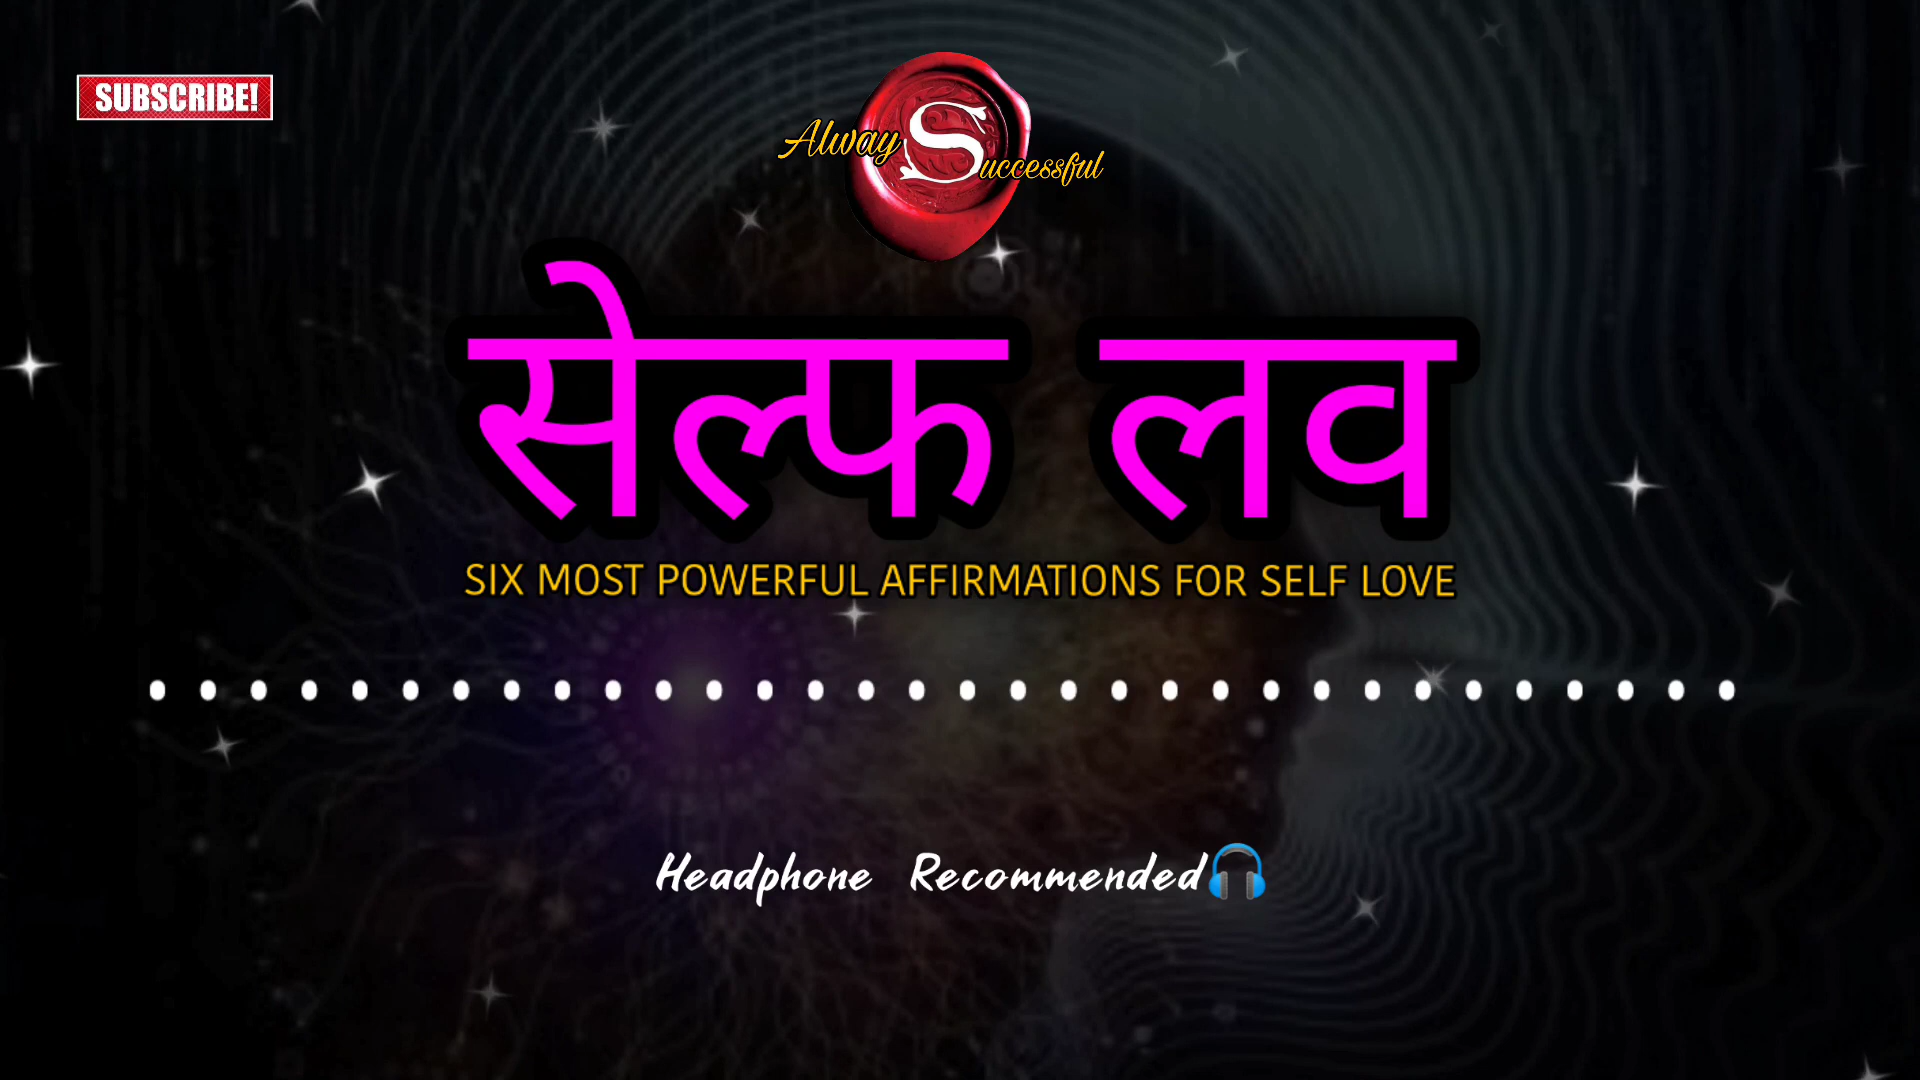 SUBSCRIBE!
Alway Successful
सेल्फ लव
SIX MOST POWERFUL AFFIRMATIONS FOR SELF LOVE
Headphone Recommended🎧